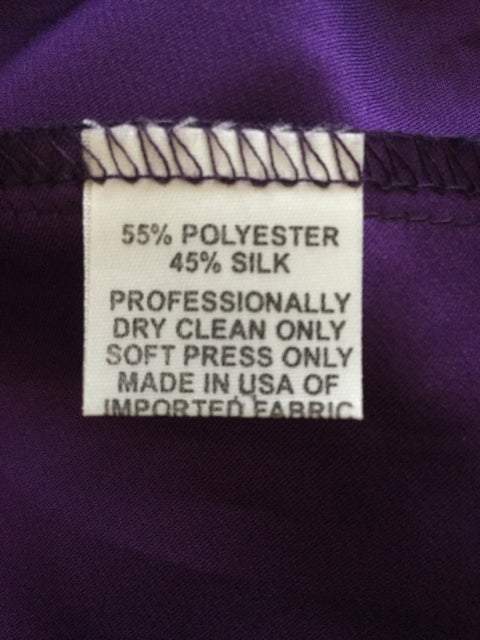 55% POLYESTER
45% SILK
PROFESSIONALLY
DRY CLEAN ONLY
SOFT PRESS ONLY
MADE IN USA OF
IMPORTED FABRIC